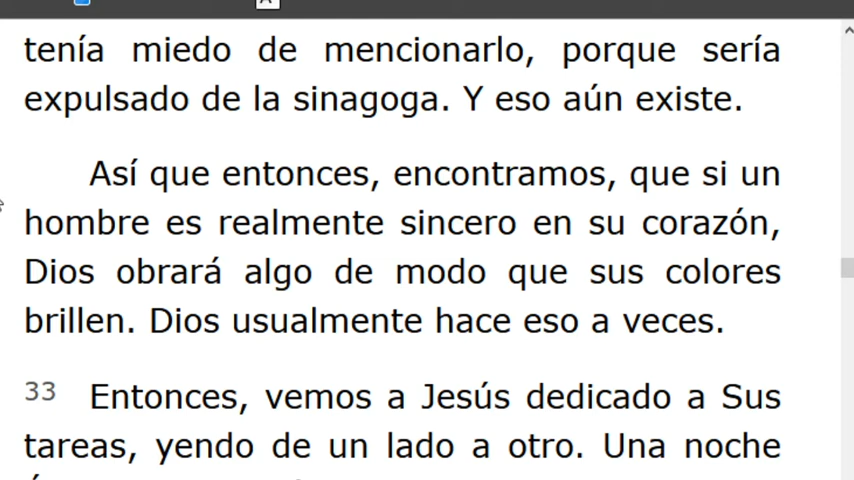 tenía miedo de mencionarlo, porque sería
expulsado de la sinagoga. Y eso aún existe.
Así que entonces, encontramos, que si un
hombre es realmente sincero en su corazón,
Dios obrará algo de modo que sus colores
brillen. Dios usualmente hace eso a veces.
33 Entonces, vemos a Jesús dedicado a Sus
tareas, yendo de un lado a otro. Una noche